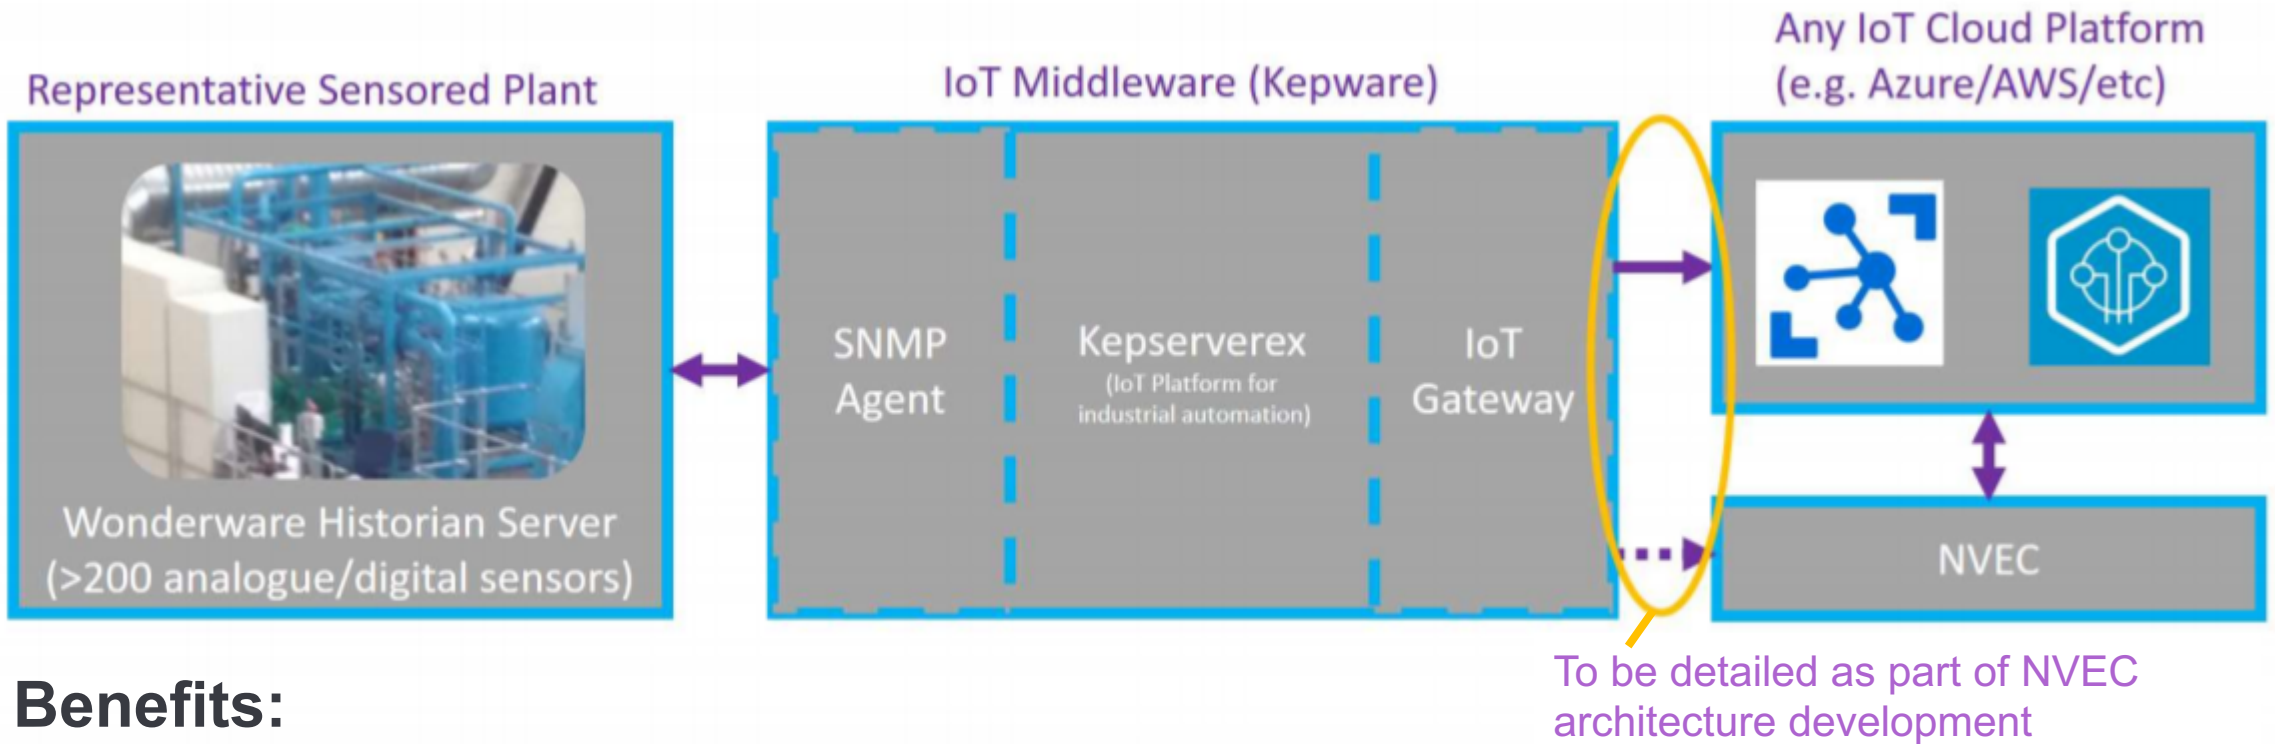 Representative Sensored Plant
Wonderware Historian Server
(>200 analogue/digital sensors)
IoT Middleware (Kepware)
SNMP
Agent
Kepserverex
(IoT Platform for
industrial automation)
IoT
Gateway
Any IoT Cloud Platform
(e.g. Azure/AWS/etc)
NVEC
To be detailed as part of NVEC
architecture development
Benefits: